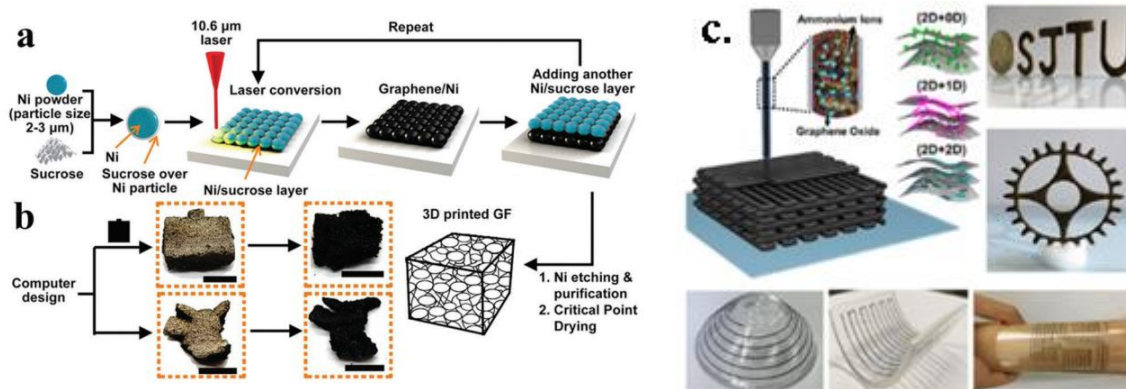 a
10.6 μm
laser
Repeat
Laser conversion
Graphene/Ni
Adding another
Ni/sucrose layer
Ni powder
(particle size
2-3 μm)
Sucrose
Ni
Sucrose over
Ni particle
Ni/sucrose layer
b
Computer
design
3D printed GF
1. Ni etching &
purification
2. Critical Point
Drying
c.
Ammonium Ions
Graphene Oxide
(2D+0D)
(2D+1D)
(2D+2D)
SJTU